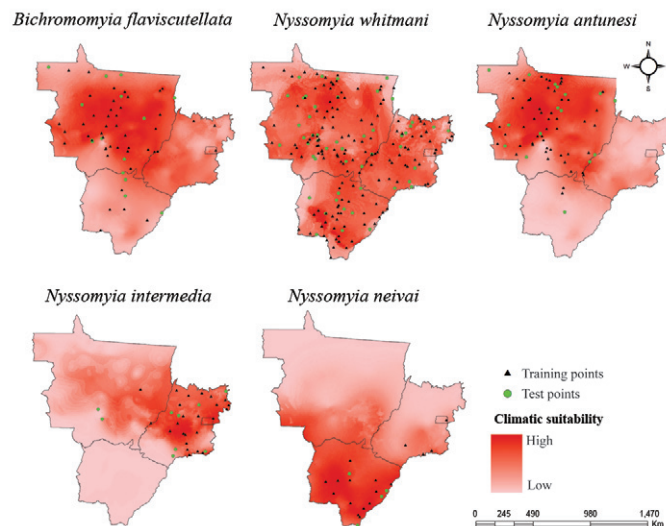 Bichromomyia flaviscutellata
Nyssomyia whitmani
Nyssomyia antunesi
N
W
E
S
Nyssomyia intermedia
Nyssomyia neivai
Training points
Test points
Climatic suitability
High
Low
0 245 490 980 1,470
Km